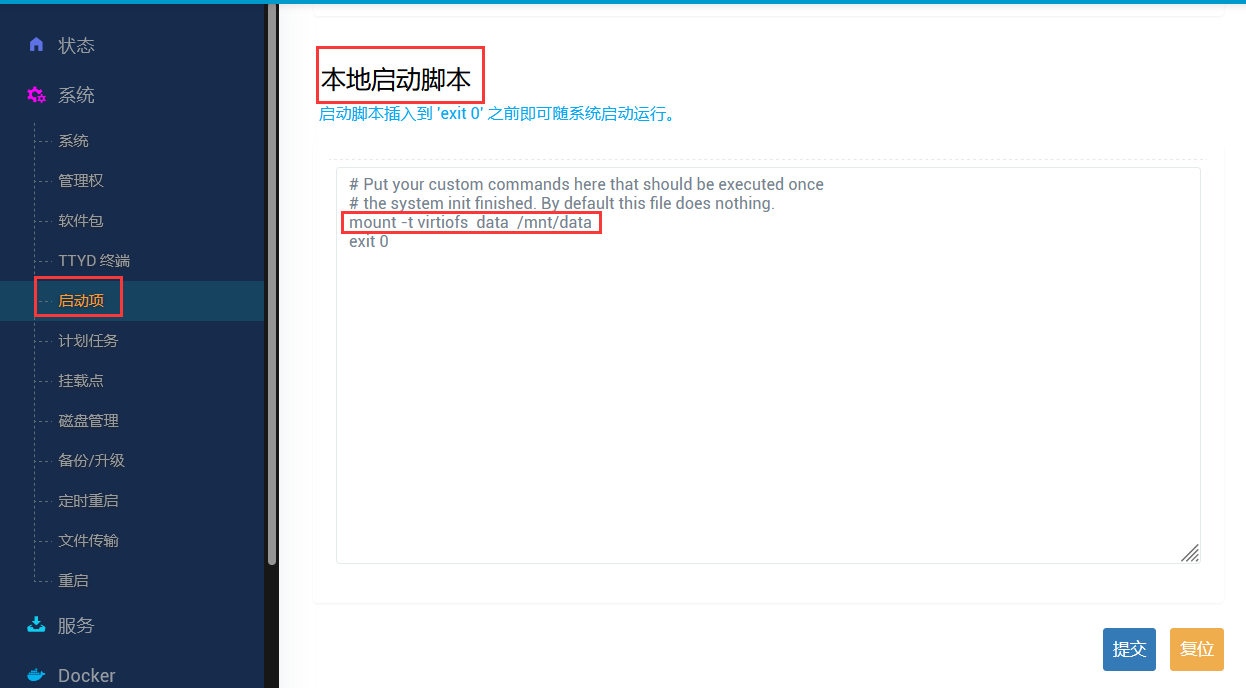 状态
系统
系统
管理权
软件包
TTYD 终端
启动项
计划任务
挂载点
磁盘管理
备份/升级
定时重启
文件传输
重启
服务
Docker
本地启动脚本
启动脚本插入到 'exit 0' 之前即可随系统启动运行。
# Put your custom commands here that should be executed once
# the system init finished. By default this file does nothing.
mount -t virtiofs  data  /mnt/data
exit 0
提交
复位